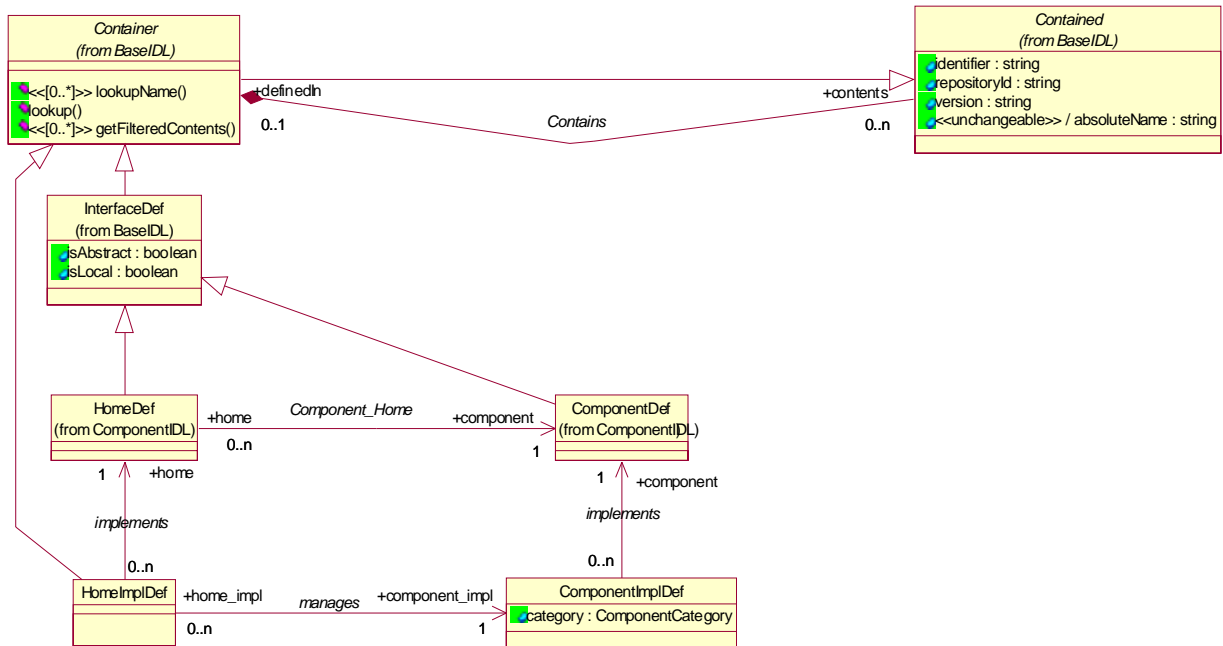 Container
(from BaseIDL)
<<[0..*]>> lookupName()
lookup()
<<[0..*]>> getFilteredContents()
Contained
(from BaseIDL)
identifier : string
repositoryId : string
version : string
<<unchangeable>> / absoluteName : string
+definedIn
0..1
Contains
+contents
0..n
InterfaceDef
(from BaseIDL)
isAbstract : boolean
isLocal : boolean
HomeDef
(from ComponentIDL)
+home
0..n
Component_Home
+component
1
ComponentDef
(from ComponentIDL)
1
+home
implements
0..n
1
+component
implements
0..n
HomeImplDef
+home_impl
0..n
manages
+component_impl
1
ComponentImplDef
category : ComponentCategory